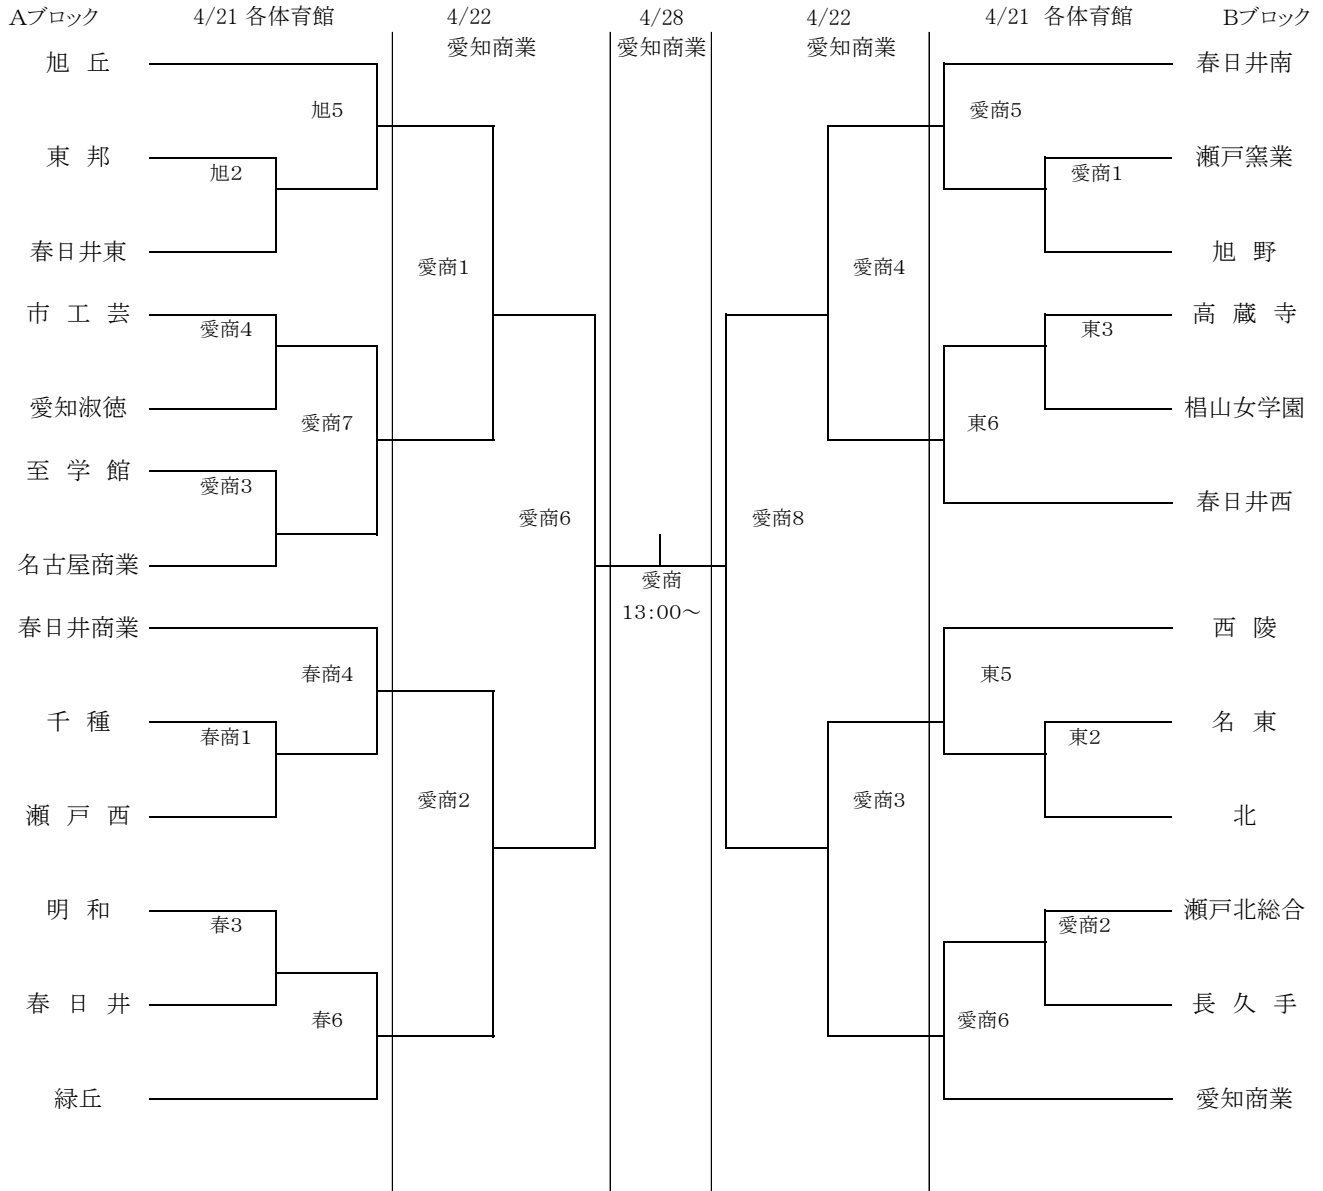 Aブロック 4/21 各体育館 4/22 4/28 4/22 4/21 各体育館 Bブロック
愛知商業 愛知商業 愛知商業
旭 丘 春日井南
旭5 愛商5
東 邦 瀬戸窯業
旭2 愛商1
春日井東 旭 野
愛商1 愛商4
市 工 芸 高 蔵 寺
愛商4 東3
愛知淑徳 椙山女学園
愛商7 東6
至 学 館
愛商3
春日井西
愛商6 愛商8
名古屋商業
愛商
13:00～
春日井商業 西 陵
春商4 東5
千 種 名 東
春商1 東2
愛商2 愛商3
瀬 戸 西 北
明 和 瀬戸北総合
春3 愛商2
春 日 井 長 久 手
春6 愛商6
緑丘 愛知商業